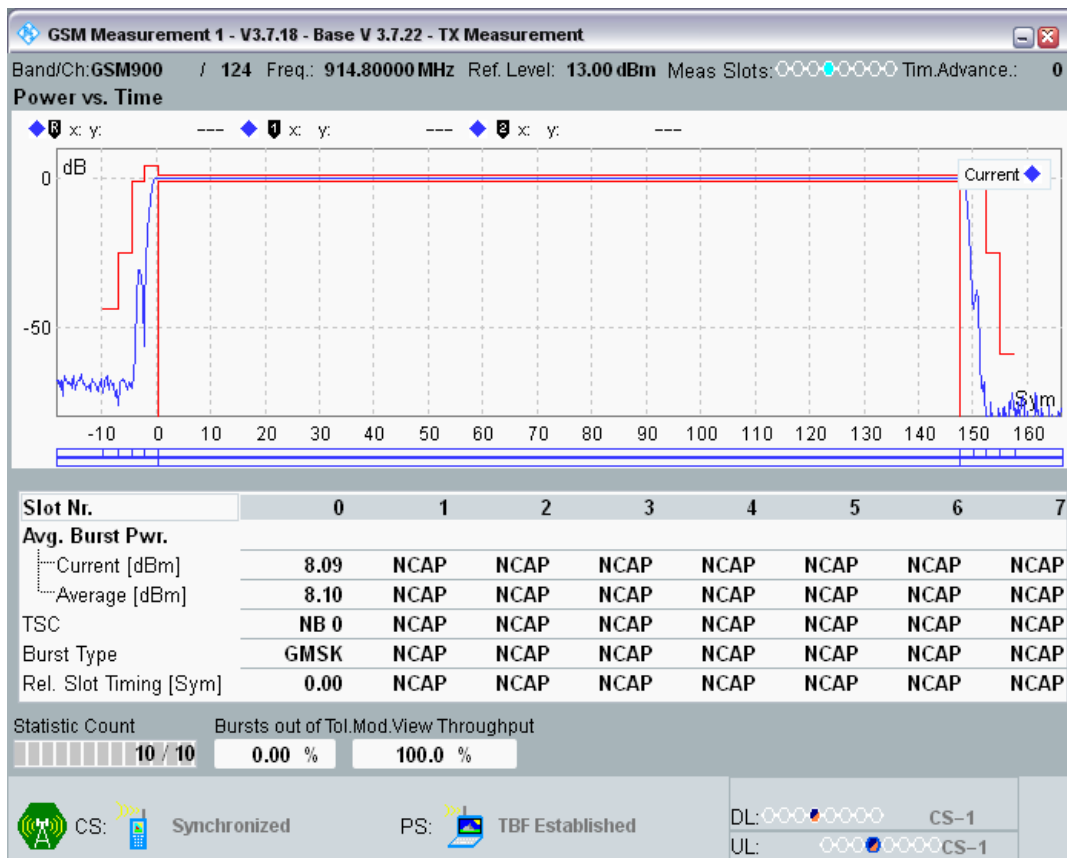 GSM Measurement 1 - V3.7.18 - Base V 3.7.22 - TX Measurement
Band/Ch:GSM900 / 124 Freq.: 914.80000 MHz Ref. Level: 13.00 dBm Meas Slots: Tim.Advance.: 0
Power vs. Time
R x: y: --- 1 x: y: --- 2 x: y: ---
dB
Current
0
-50
Sym
-10 0 10 20 30 40 50 60 70 80 90 100 110 120 130 140 150 160
Slot Nr. 0 1 2 3 4 5 6 7
Avg. Burst Pwr.
Current [dBm] 8.09 NCAP NCAP NCAP NCAP NCAP NCAP NCAP
Average [dBm] 8.10 NCAP NCAP NCAP NCAP NCAP NCAP NCAP
TSC NB 0 NCAP NCAP NCAP NCAP NCAP NCAP NCAP
Burst Type GMSK NCAP NCAP NCAP NCAP NCAP NCAP NCAP
Rel. Slot Timing [Sym] 0.00 NCAP NCAP NCAP NCAP NCAP NCAP NCAP
Statistic Count Bursts out of Tol.Mod.View Throughput
10 / 10 0.00 % 100.0 %
CS: Synchronized PS: TBF Established DL: CS-1
UL: CS-1